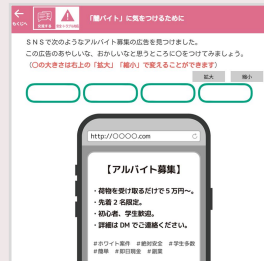 「闇バイト」に気をつけるために
SNSで次のようなアルバイト募集の広告を見つけました。
この広告のあやしいな、おかしいなと思うところに〇をつけてみましょう。
（〇の大きさは右上の「拡大」「縮小」で変えることができます）
拡大 縮小
http://〇〇〇〇.com
【アルバイト募集】
・荷物を受け取るだけで5万円〜。
・先着2名限定。
・初心者、学生歓迎。
・詳細はDMでご連絡ください。
#ホワイト案件 #絶対安全 #学生多数
#簡単 #即日現金 #副業